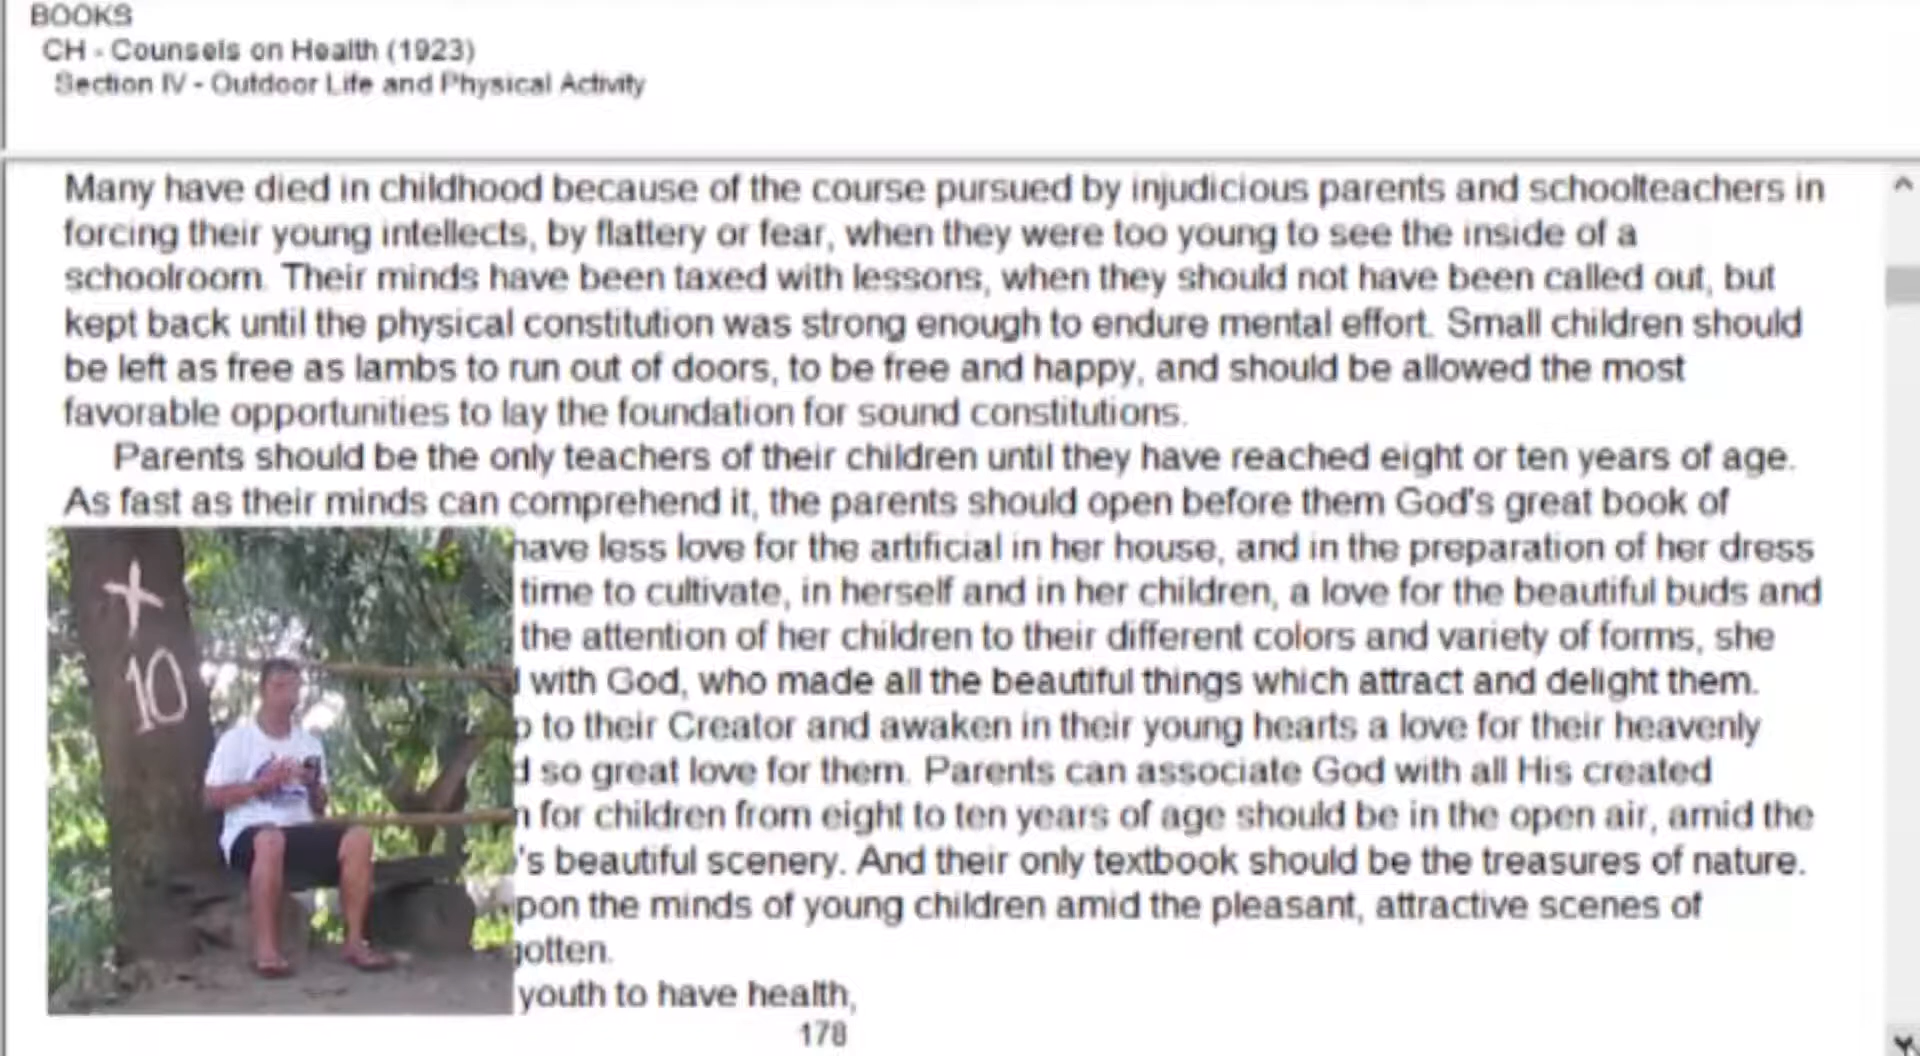 BOOKS
CH - Counsels on Health (1923)
Section IV - Outdoor Life and Physical Activity
Many have died in childhood because of the course pursued by injudicious parents and schoolteachers in
forcing their young intellects, by flattery or fear, when they were too young to see the inside of a
schoolroom. Their minds have been taxed with lessons, when they should not have been called out, but
kept back until the physical constitution was strong enough to endure mental effort. Small children should
be left as free as lambs to run out of doors, to be free and happy, and should be allowed the most
favorable opportunities to lay the foundation for sound constitutions.
Parents should be the only teachers of their children until they have reached eight or ten years of age.
As fast as their minds can comprehend it, the parents should open before them God's great book of
have less love for the artificial in her house, and in the preparation of her dress
time to cultivate, in herself and in her children, a love for the beautiful buds and
the attention of her children to their different colors and variety of forms, she
with God, who made all the beautiful things which attract and delight them.
to their Creator and awaken in their young hearts a love for their heavenly
so great love for them. Parents can associate God with all His created
for children from eight to ten years of age should be in the open air, amid the
's beautiful scenery. And their only textbook should be the treasures of nature.
pon the minds of young children amid the pleasant, attractive scenes of
gotten.
youth to have health,
178
+
10